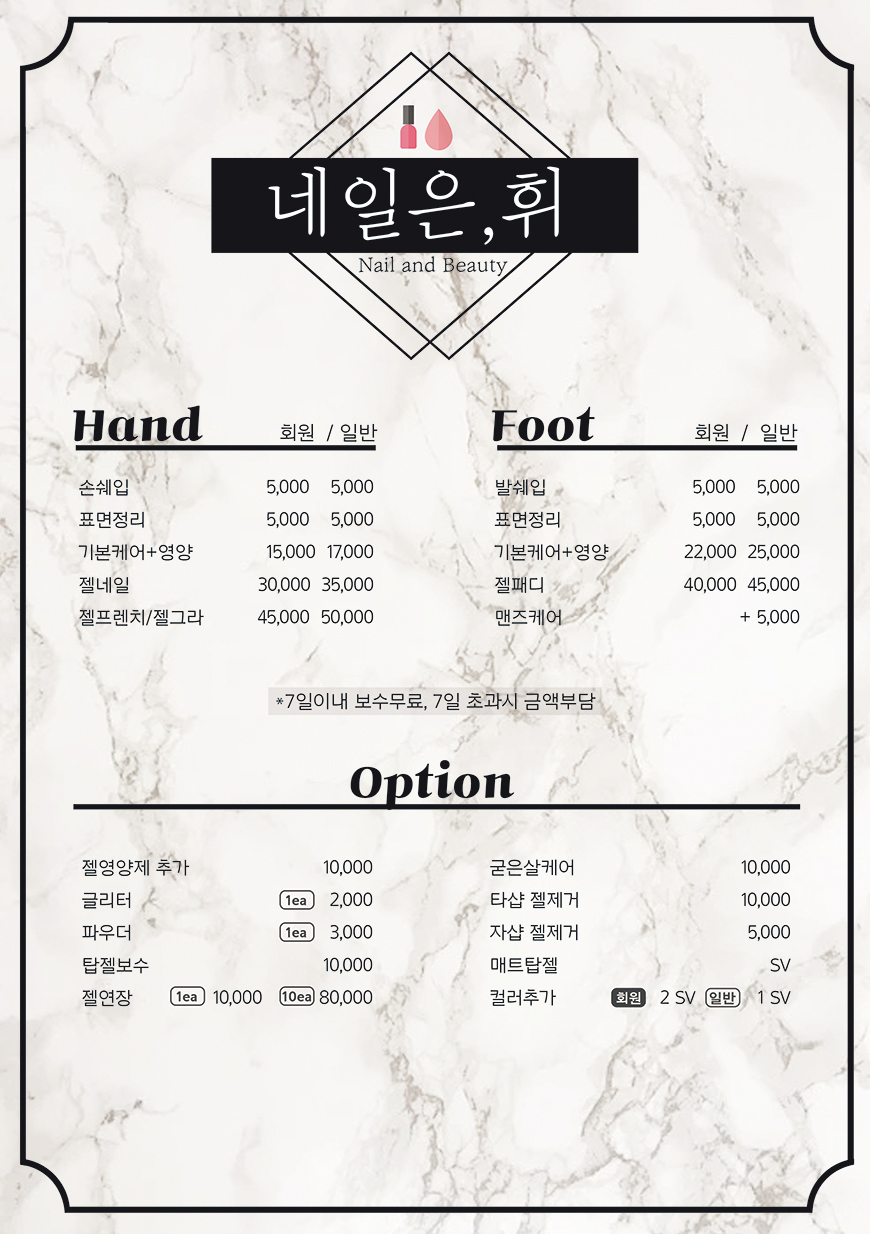 네일은,휘
Nail and Beauty
Hand 회원 / 일반
손쉐입 5,000 5,000
표면정리 5,000 5,000
기본케어+영양 15,000 17,000
젤네일 30,000 35,000
젤프렌치/젤그라 45,000 50,000
Foot 회원 / 일반
발쉐입 5,000 5,000
표면정리 5,000 5,000
기본케어+영양 22,000 25,000
젤패디 40,000 45,000
맨즈케어 + 5,000
*7일이내 보수무료, 7일 초과시 금액부담
Option
젤영양제 추가 10,000
글리터 1ea 2,000
파우더 1ea 3,000
탑젤보수 10,000
젤연장 1ea 10,000 10ea 80,000
굳은살케어 10,000
타샵 젤제거 10,000
자샵 젤제거 5,000
매트탑젤 SV
컬러추가 회원 2 SV 일반 1 SV